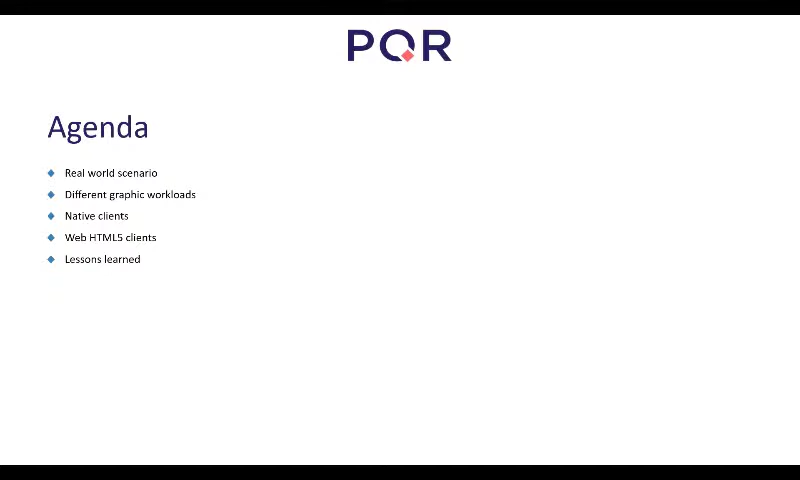 PQR
Agenda
Real world scenario
Different graphic workloads
Native clients
Web HTML5 clients
Lessons learned